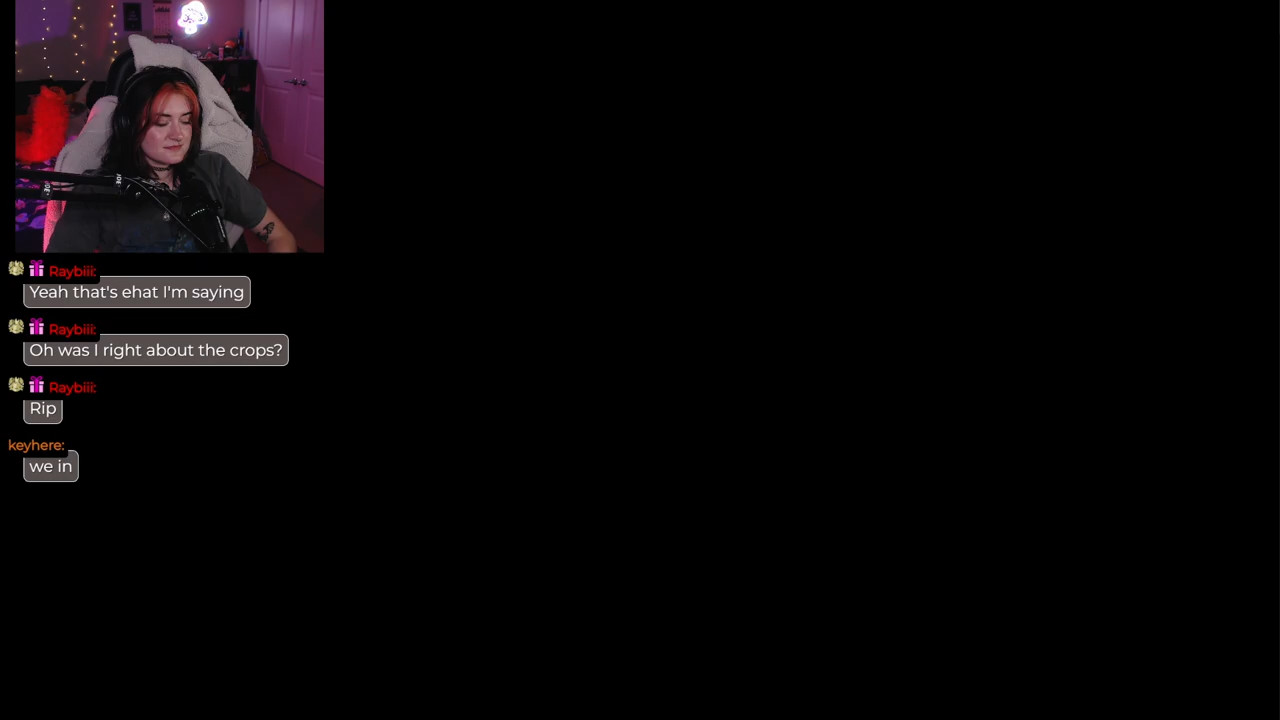 Raybiii:
Yeah that's ehat I'm saying
Raybiii:
Oh was I right about the crops?
Raybiii:
Rip
keyhere:
we in